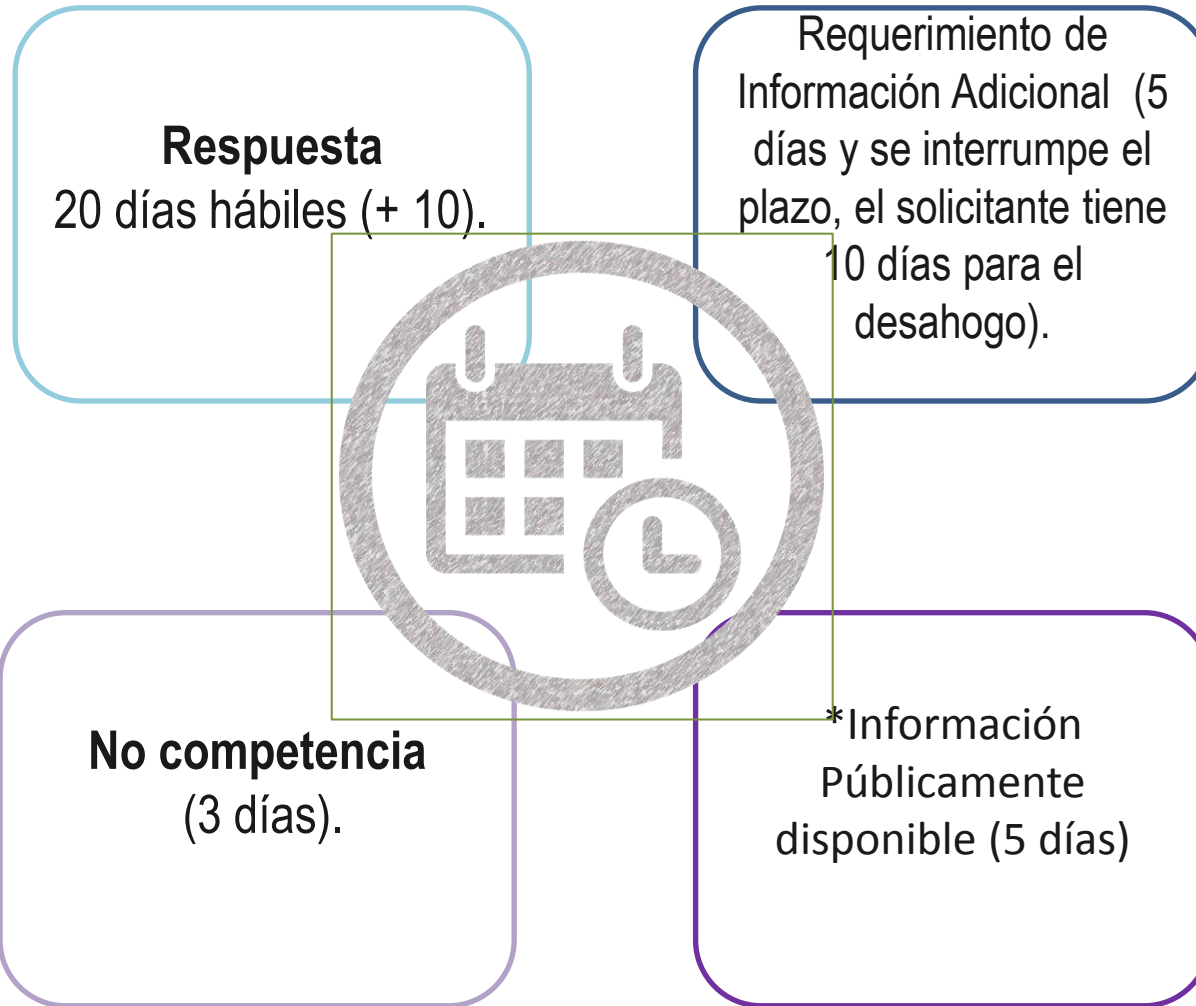 Respuesta
20 días hábiles (+ 10).
Requerimiento de
Información Adicional (5
días y se interrumpe el
plazo, el solicitante tiene
10 días para el
desahogo).
No competencia
(3 días).
*Información
Públicamente
disponible (5 días)